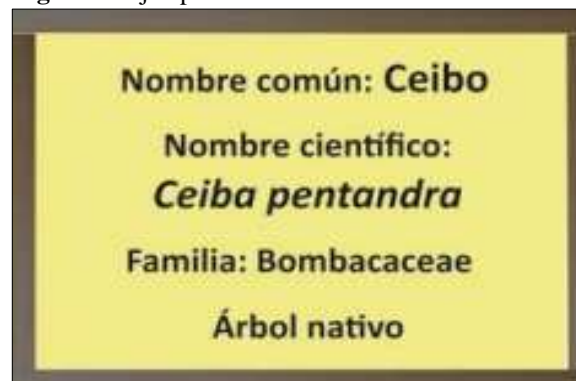 Nombre común: Ceibo
Nombre científico:
Ceiba pentandra
Familia: Bombacaceae
Árbol nativo